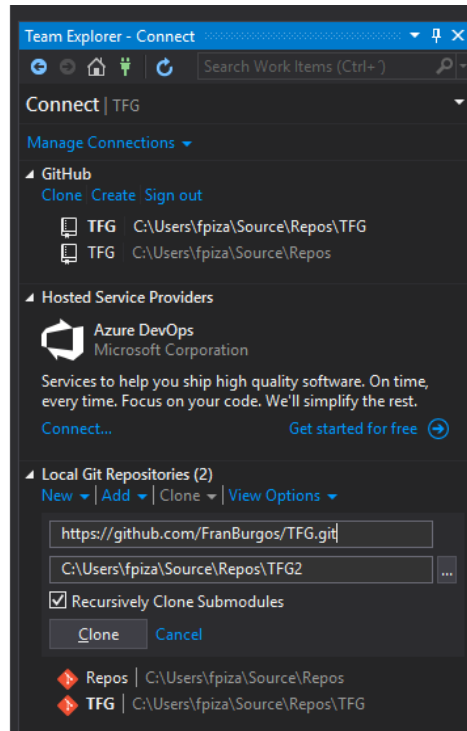 Team Explorer - Connect
Search Work Items (Ctrl+´)
Connect | TFG
Manage Connections
GitHub
Clone | Create | Sign out
TFG | C:\Users\fpiza\Source\Repos\TFG
TFG | C:\Users\fpiza\Source\Repos
Hosted Service Providers
Azure DevOps
Microsoft Corporation
Services to help you ship high quality software. On time,
every time. Focus on your code. We'll simplify the rest.
Connect... Get started for free
Local Git Repositories (2)
New | Add | Clone | View Options
https://github.com/FranBurgos/TFG.git
C:\Users\fpiza\Source\Repos\TFG2 ...
Recursively Clone Submodules
Clone Cancel
Repos | C:\Users\fpiza\Source\Repos
TFG | C:\Users\fpiza\Source\Repos\TFG